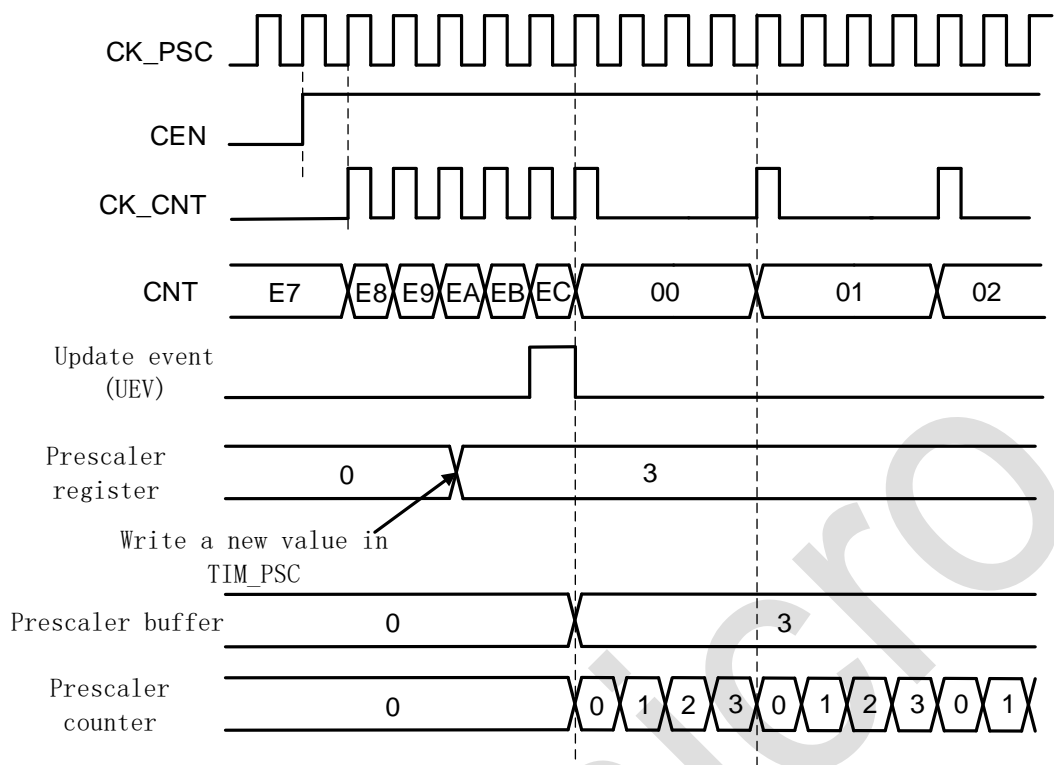 CK_PSC
CEN
CK_CNT
CNT E7 E8 E9 EA EB EC 00 01 02
Update event
(UEV)
Prescaler
register
0 3
Write a new value in
TIM_PSC
Prescaler buffer 0 3
Prescaler
counter
0 0 1 2 3 0 1 2 3 0 1
icro